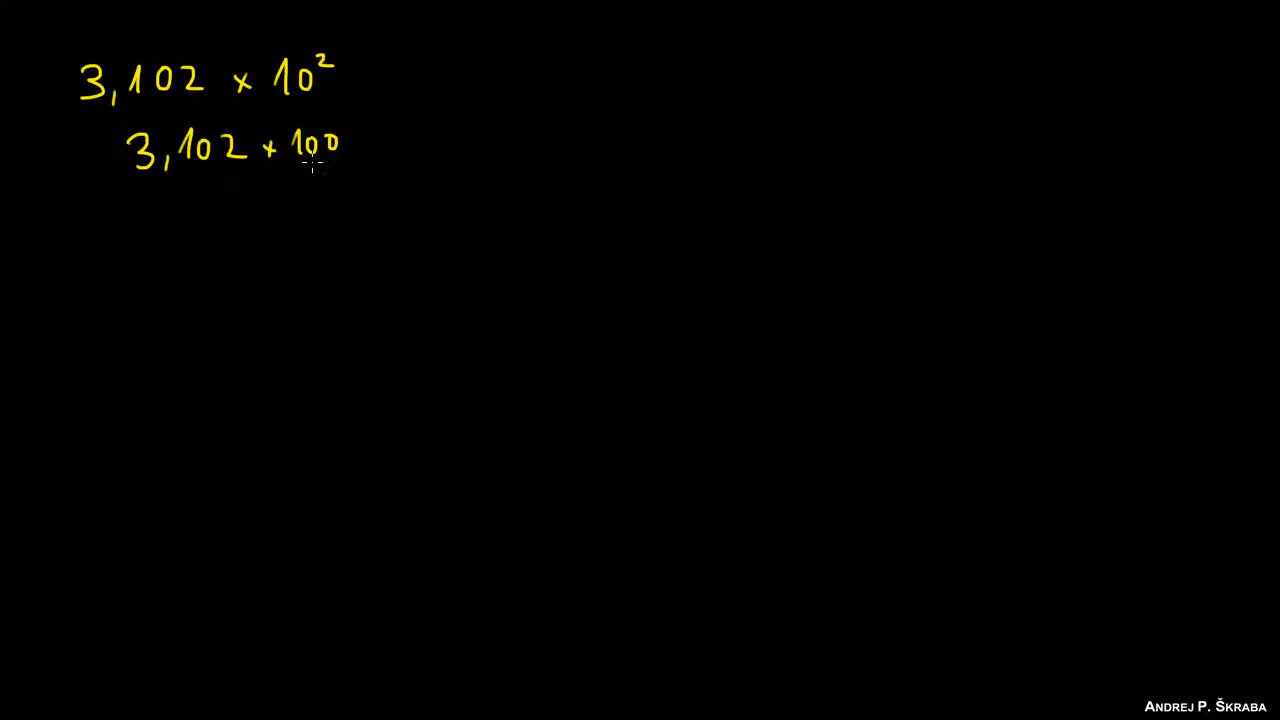 3,102 × 10²
3,102 × 100
ANDREJ P. ŠKRABA